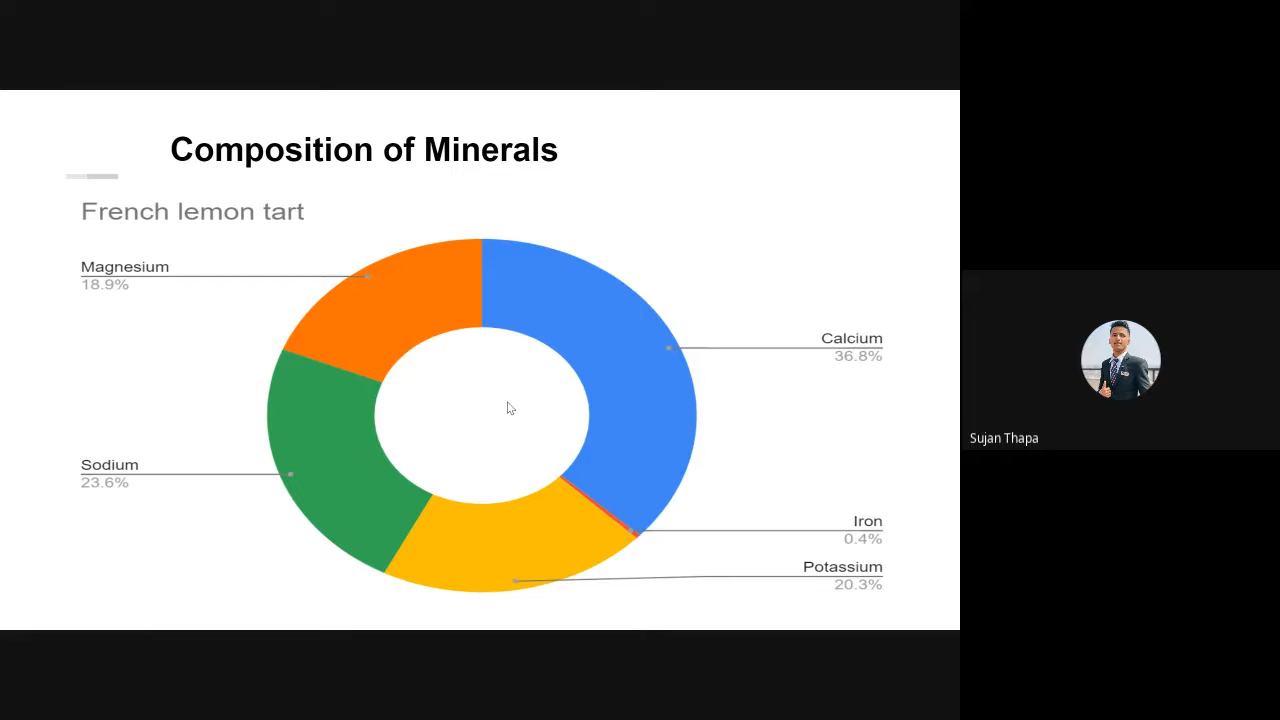 Composition of Minerals
French lemon tart
Magnesium
18.9%
Calcium
36.8%
Sodium
23.6%
Iron
0.4%
Potassium
20.3%
Sujan Thapa